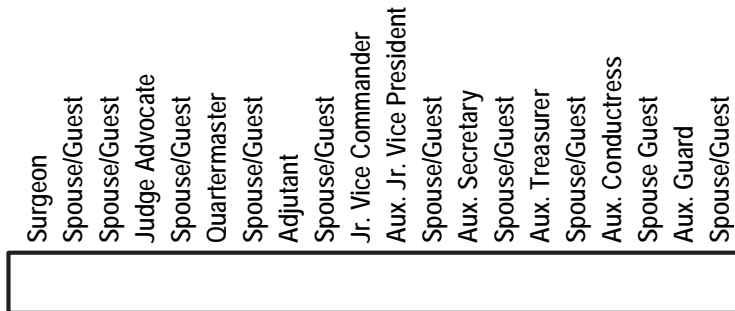 Surgeon
Spouse/Guest
Spouse/Guest
Judge Advocate
Spouse/Guest
Quartermaster
Spouse/Guest
Adjutant
Spouse/Guest
Jr. Vice Commander
Aux. Jr. Vice President
Spouse/Guest
Aux. Secretary
Spouse/Guest
Aux. Treasurer
Spouse/Guest
Aux. Conductress
Spouse Guest
Aux. Guard
Spouse/Guest